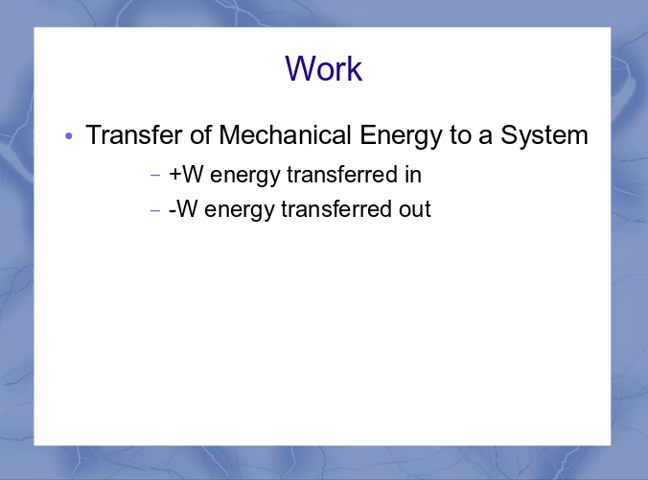 Work
• Transfer of Mechanical Energy to a System
– +W energy transferred in
– -W energy transferred out